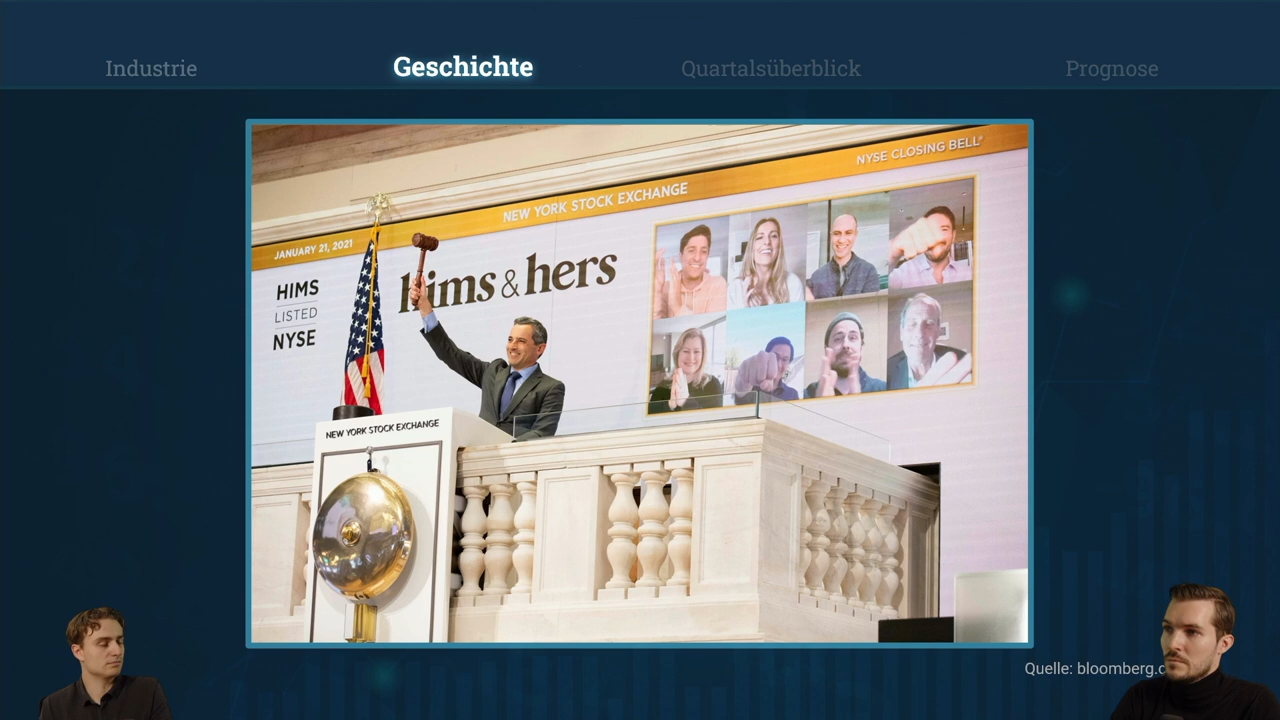 Industrie
Geschichte
Quartalsüberblick
Prognose
NYSE CLOSING BELL
NEW YORK STOCK EXCHANGE
JANUARY 21, 2021
hims & hers
HIMS
LISTED
NYSE
NEW YORK STOCK EXCHANGE
Quelle: bloomberg.c